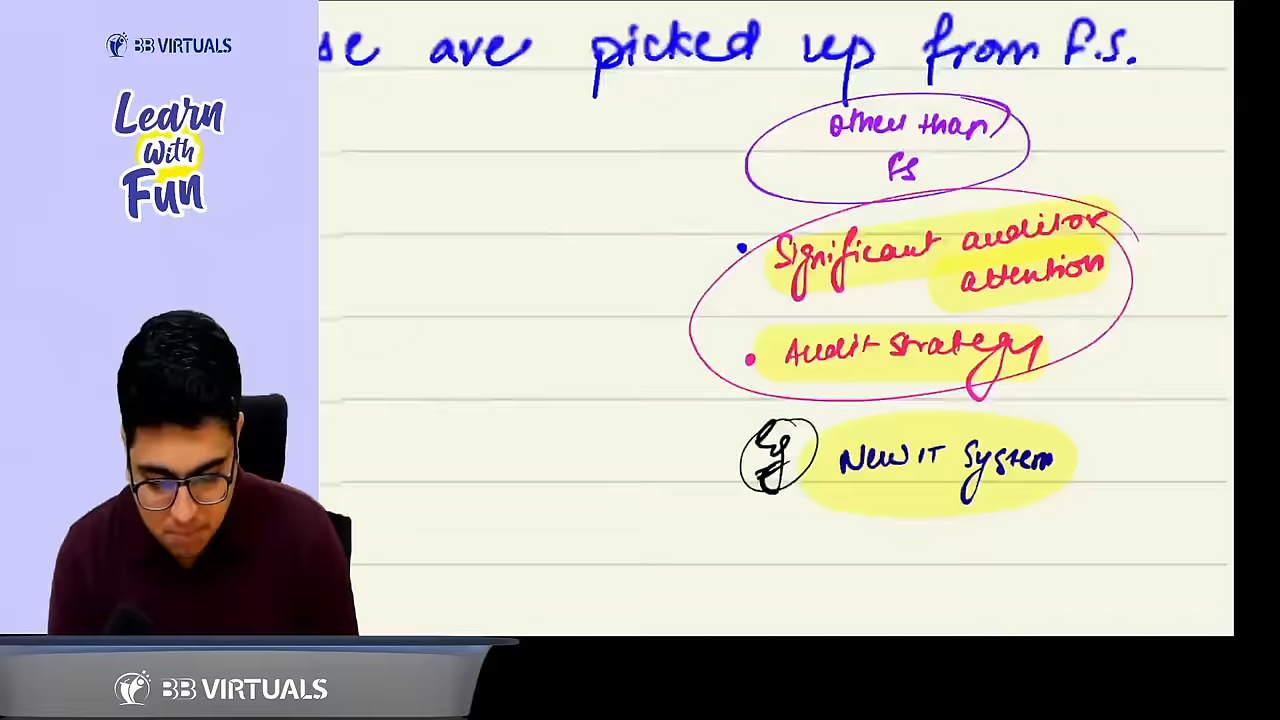 BB VIRTUALS
Learn
With
Fun
se are picked up from F.S.
other than
FS
• Significant auditor
attention
• Audit strategy
Eg New IT System
BB VIRTUALS